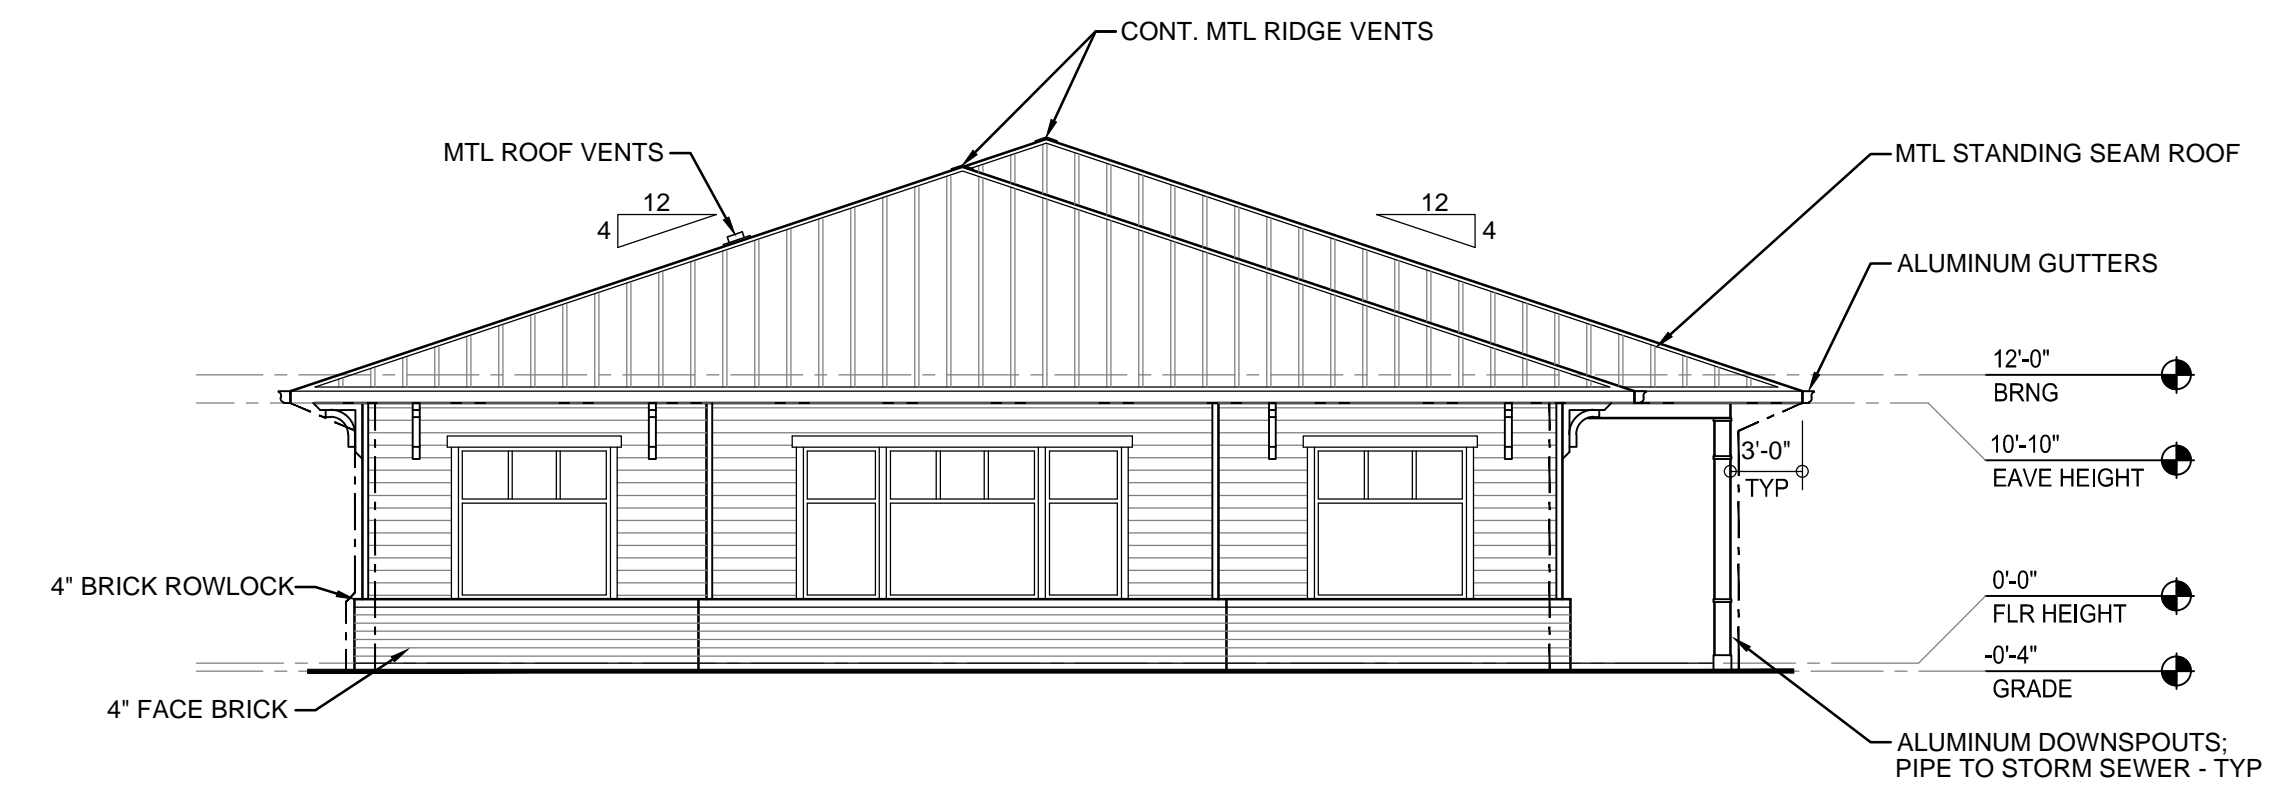 CONT. MTL RIDGE VENTS
MTL ROOF VENTS
MTL STANDING SEAM ROOF
12
4
12
4
ALUMINUM GUTTERS
12'-0"
BRNG
10'-10"
EAVE HEIGHT
3'-0"
TYP
4" BRICK ROWLOCK
0'-0"
FLR HEIGHT
-0'-4"
GRADE
4" FACE BRICK
ALUMINUM DOWNSPOUTS;
PIPE TO STORM SEWER - TYP